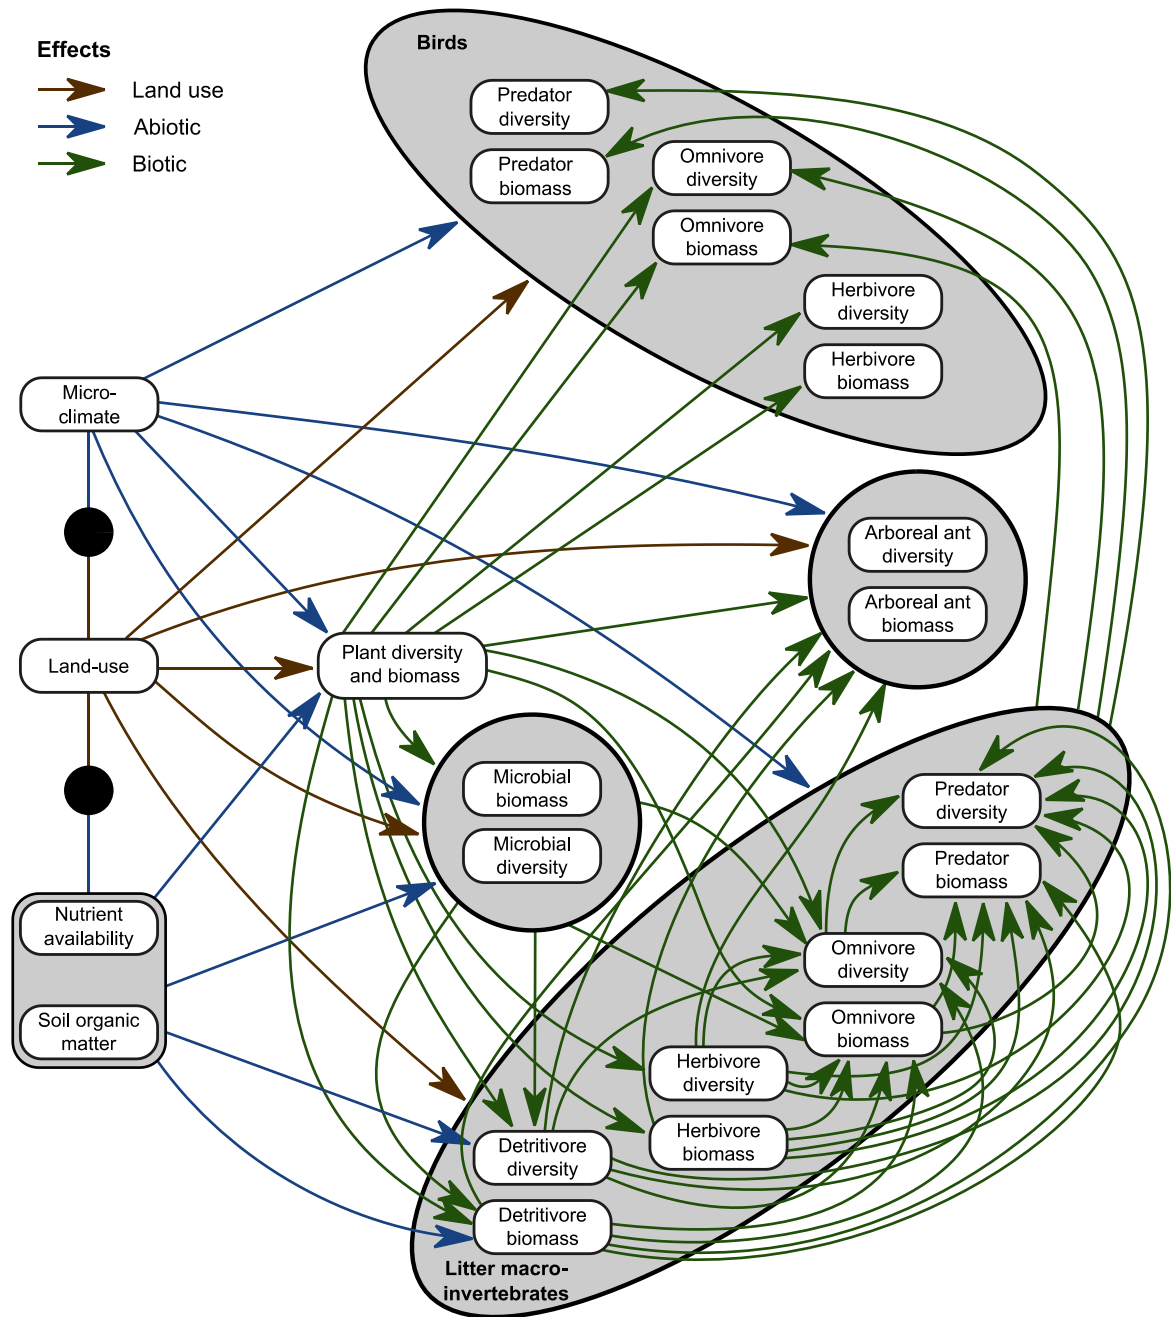 Effects
Land use
Abiotic
Biotic
Birds
Predator
diversity
Predator
biomass
Omnivore
diversity
Omnivore
biomass
Herbivore
diversity
Herbivore
biomass
Micro-
climate
Arboreal ant
diversity
Arboreal ant
biomass
Land-use
Plant diversity
and biomass
Microbial
biomass
Microbial
diversity
Predator
diversity
Predator
biomass
Nutrient
availability
Soil organic
matter
Omnivore
diversity
Omnivore
biomass
Herbivore
diversity
Herbivore
biomass
Detritivore
diversity
Detritivore
biomass
Litter macro-
invertebrates